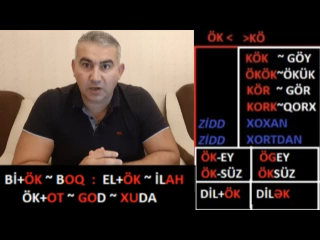 ÖK < >KÖ
KÖK ~ GÖY
ÖKÖK~ÖKÜK
KÖR ~ GÖR
KORK~QORX
ZİDD XOXAN
ZİDD XORTDAN
ÖK-EY ÖGEY
ÖK-SÜZ ÖKSÜZ
DİL+ÖK DİLƏK
Bİ+ÖK ~ BOQ : EL+ÖK ~ İLAH
ÖK+OT ~ GOD ~ XUDA